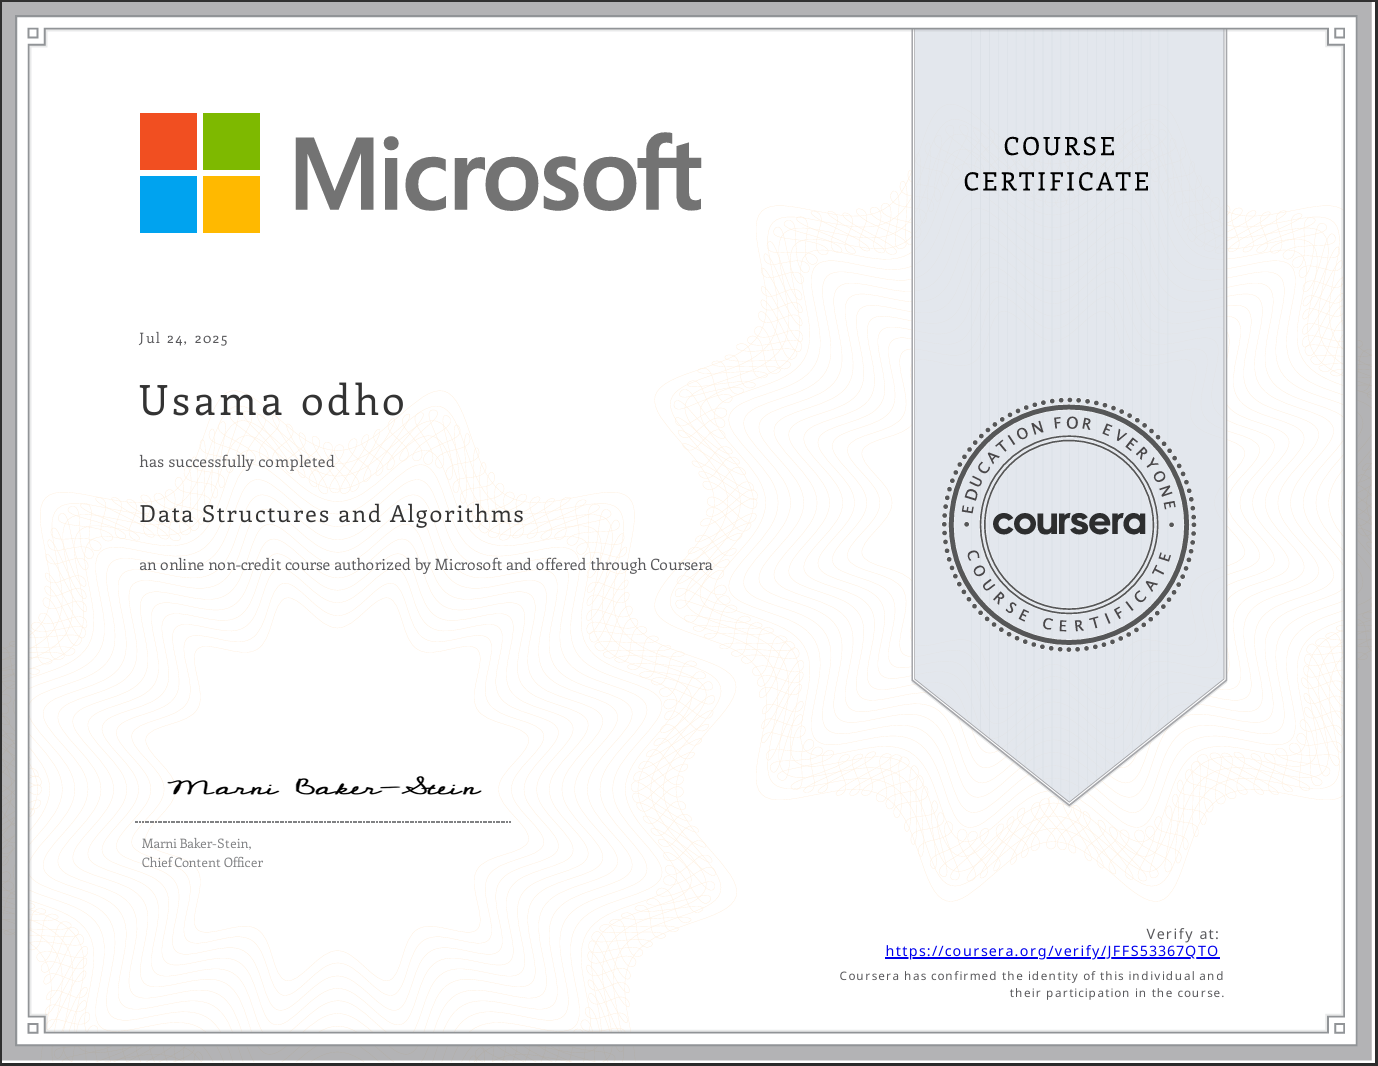 Microsoft
COURSE
CERTIFICATE
Jul 24, 2025
Usama odho
has successfully completed
Data Structures and Algorithms
an online non-credit course authorized by Microsoft and offered through Coursera
EDUCATION FOR EVERYONE
coursera
COURSE CERTIFICATE
Marni Baker-Stein
Marni Baker-Stein,
Chief Content Officer
Verify at:
https://coursera.org/verify/JFFS53367QTO
Coursera has confirmed the identity of this individual and
their participation in the course.